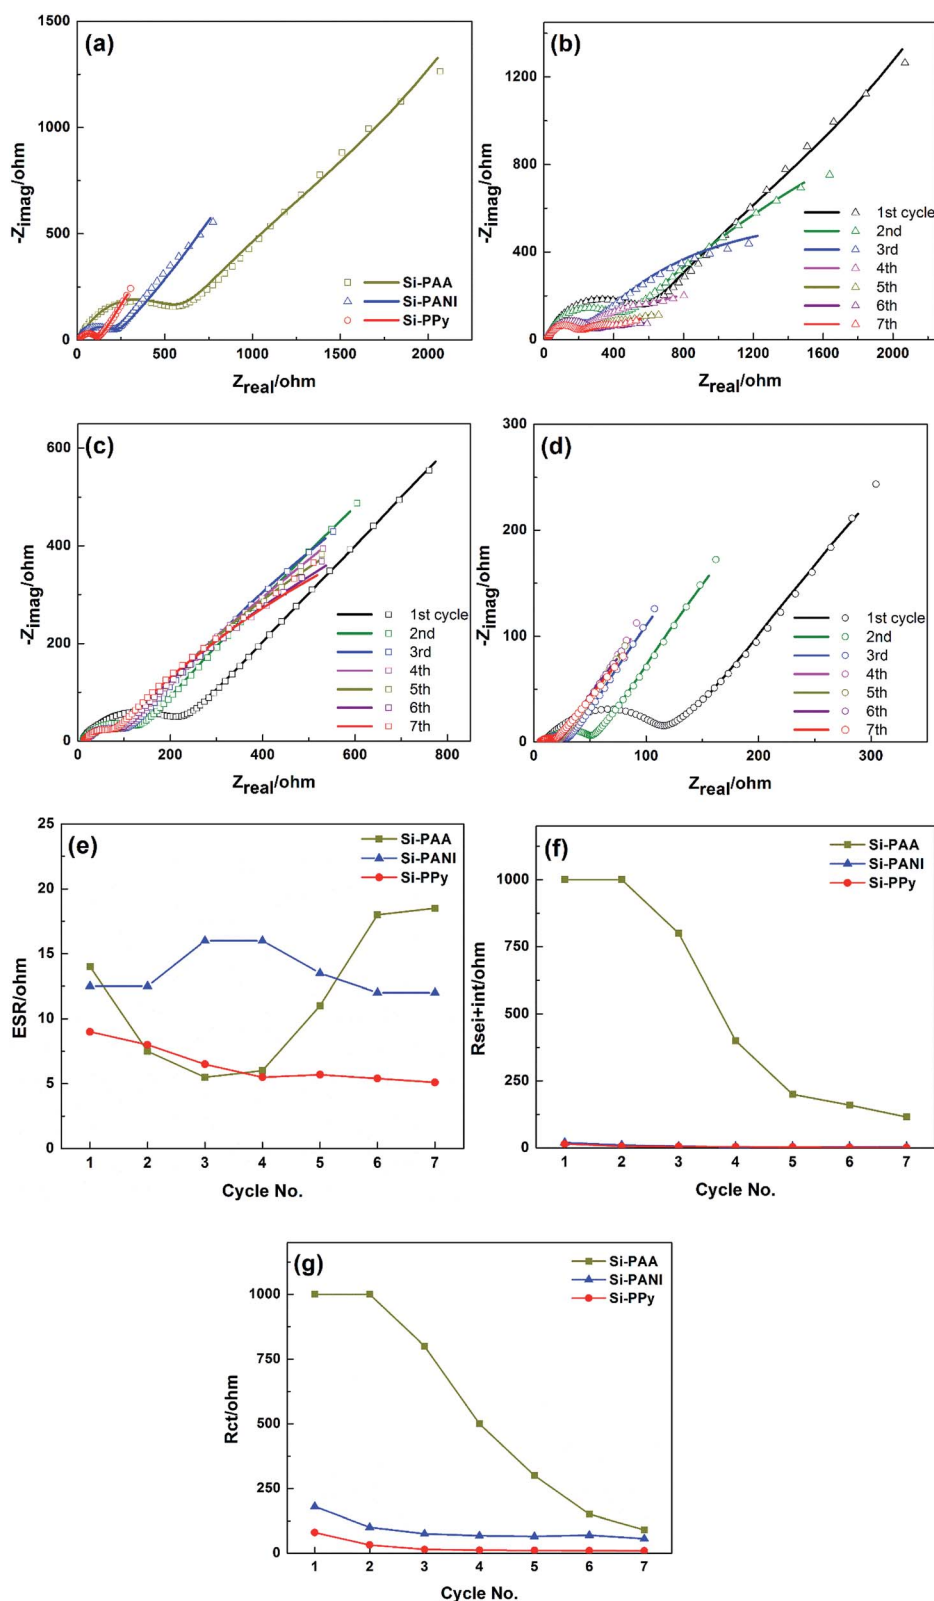 (a)
1500
1000
500
0
-Zimag/ohm
0 500 1000 1500 2000
Zreal/ohm
Si-PAA
Si-PANI
Si-PPy
(b)
1200
800
400
0
-Zimag/ohm
0 400 800 1200 1600 2000
Zreal/ohm
1st cycle
2nd
3rd
4th
5th
6th
7th
(c)
600
400
200
0
-Zimag/ohm
0 200 400 600 800
Zreal/ohm
1st cycle
2nd
3rd
4th
5th
6th
7th
(d)
300
200
100
0
-Zimag/ohm
0 100 200 300
Zreal/ohm
1st cycle
2nd
3rd
4th
5th
6th
7th
(e)
25
20
15
10
5
0
ESR/ohm
1 2 3 4 5 6 7
Cycle No.
Si-PAA
Si-PANI
Si-PPy
(f)
1000
750
500
250
0
Rsei+int/ohm
1 2 3 4 5 6 7
Cycle No.
Si-PAA
Si-PANI
Si-PPy
(g)
1000
750
500
250
0
Rct/ohm
1 2 3 4 5 6 7
Cycle No.
Si-PAA
Si-PANI
Si-PPy